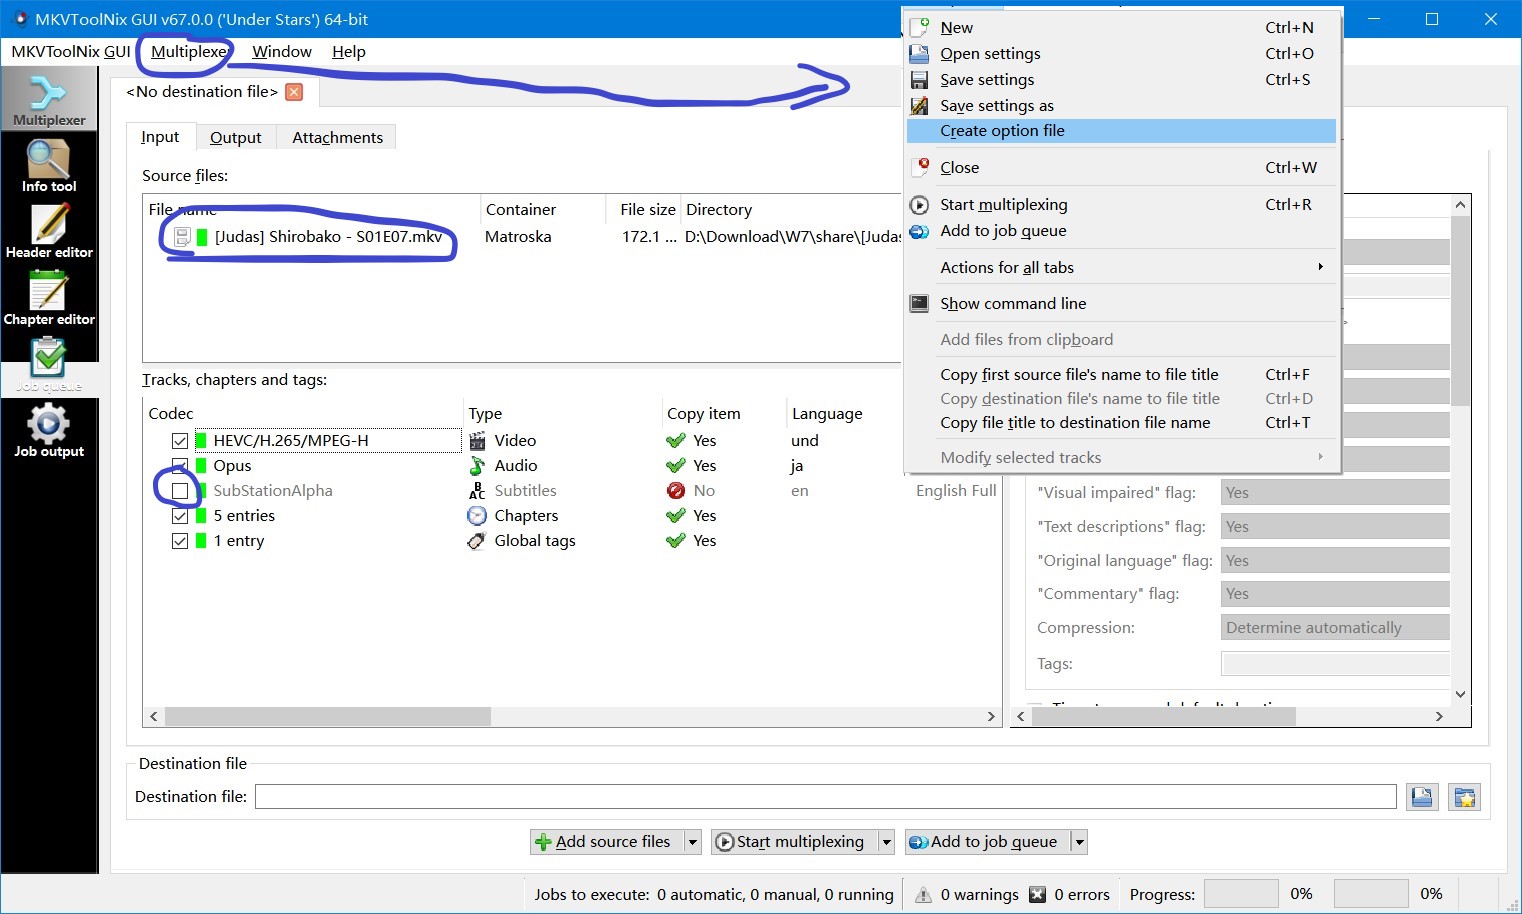 MKVToolNix GUI v67.0.0 ('Under Stars') 64-bit
MKVToolNix GUI Multiplexer Window Help
<No destination file>
Multiplexer
Info tool
Header editor
Chapter editor
Job queue
Job output
Input Output Attachments
Source files:
File name Container File size Directory
[Judas] Shirobako - S01E07.mkv Matroska 172.1 ... D:\Download\W7\share\[Judas
Tracks, chapters and tags:
Codec Type Copy item Language
HEVC/H.265/MPEG-H Video Yes und
Opus Audio Yes ja
SubStationAlpha Subtitles No en English Full
5 entries Chapters Yes
1 entry Global tags Yes
New Ctrl+N
Open settings Ctrl+O
Save settings Ctrl+S
Save settings as
Create option file
Close Ctrl+W
Start multiplexing Ctrl+R
Add to job queue
Actions for all tabs
Show command line
Add files from clipboard
Copy first source file's name to file title Ctrl+F
Copy destination file's name to file title Ctrl+D
Copy file title to destination file name Ctrl+T
Modify selected tracks
"Visual impaired" flag: Yes
"Text descriptions" flag: Yes
"Original language" flag: Yes
"Commentary" flag: Yes
Compression: Determine automatically
Tags:
Destination file
Destination file:
Add source files Start multiplexing Add to job queue
Jobs to execute: 0 automatic, 0 manual, 0 running 0 warnings 0 errors Progress: 0% 0%